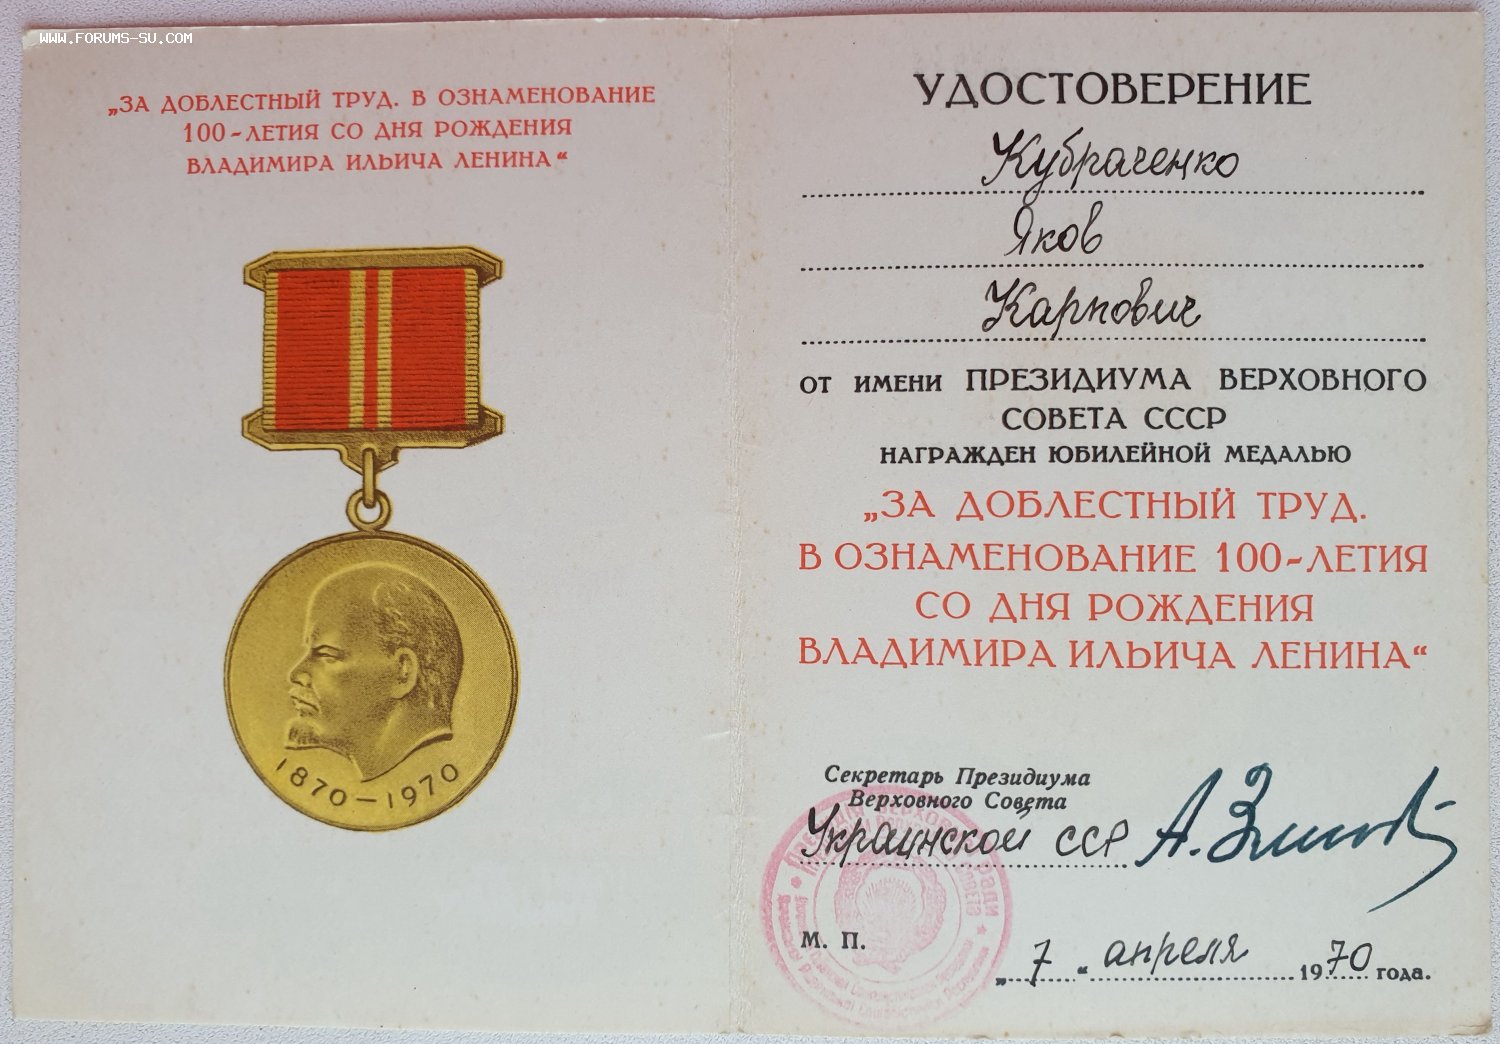 WWW.FORUMS-SU.COM
„ЗА ДОБЛЕСТНЫЙ ТРУД. В ОЗНАМЕНОВАНИЕ
100-ЛЕТИЯ СО ДНЯ РОЖДЕНИЯ
ВЛАДИМИРА ИЛЬИЧА ЛЕНИНА“
1870–1970
УДОСТОВЕРЕНИЕ
Кубраченко
Яков
Карпович
ОТ ИМЕНИ ПРЕЗИДИУМА ВЕРХОВНОГО
СОВЕТА СССР
НАГРАЖДЕН ЮБИЛЕЙНОЙ МЕДАЛЬЮ
„ЗА ДОБЛЕСТНЫЙ ТРУД.
В ОЗНАМЕНОВАНИЕ 100-ЛЕТИЯ
СО ДНЯ РОЖДЕНИЯ
ВЛАДИМИРА ИЛЬИЧА ЛЕНИНА“
Секретарь Президиума
Верховного Совета
Украинской ССР
М. П.
„7“ апреля 1970 года.